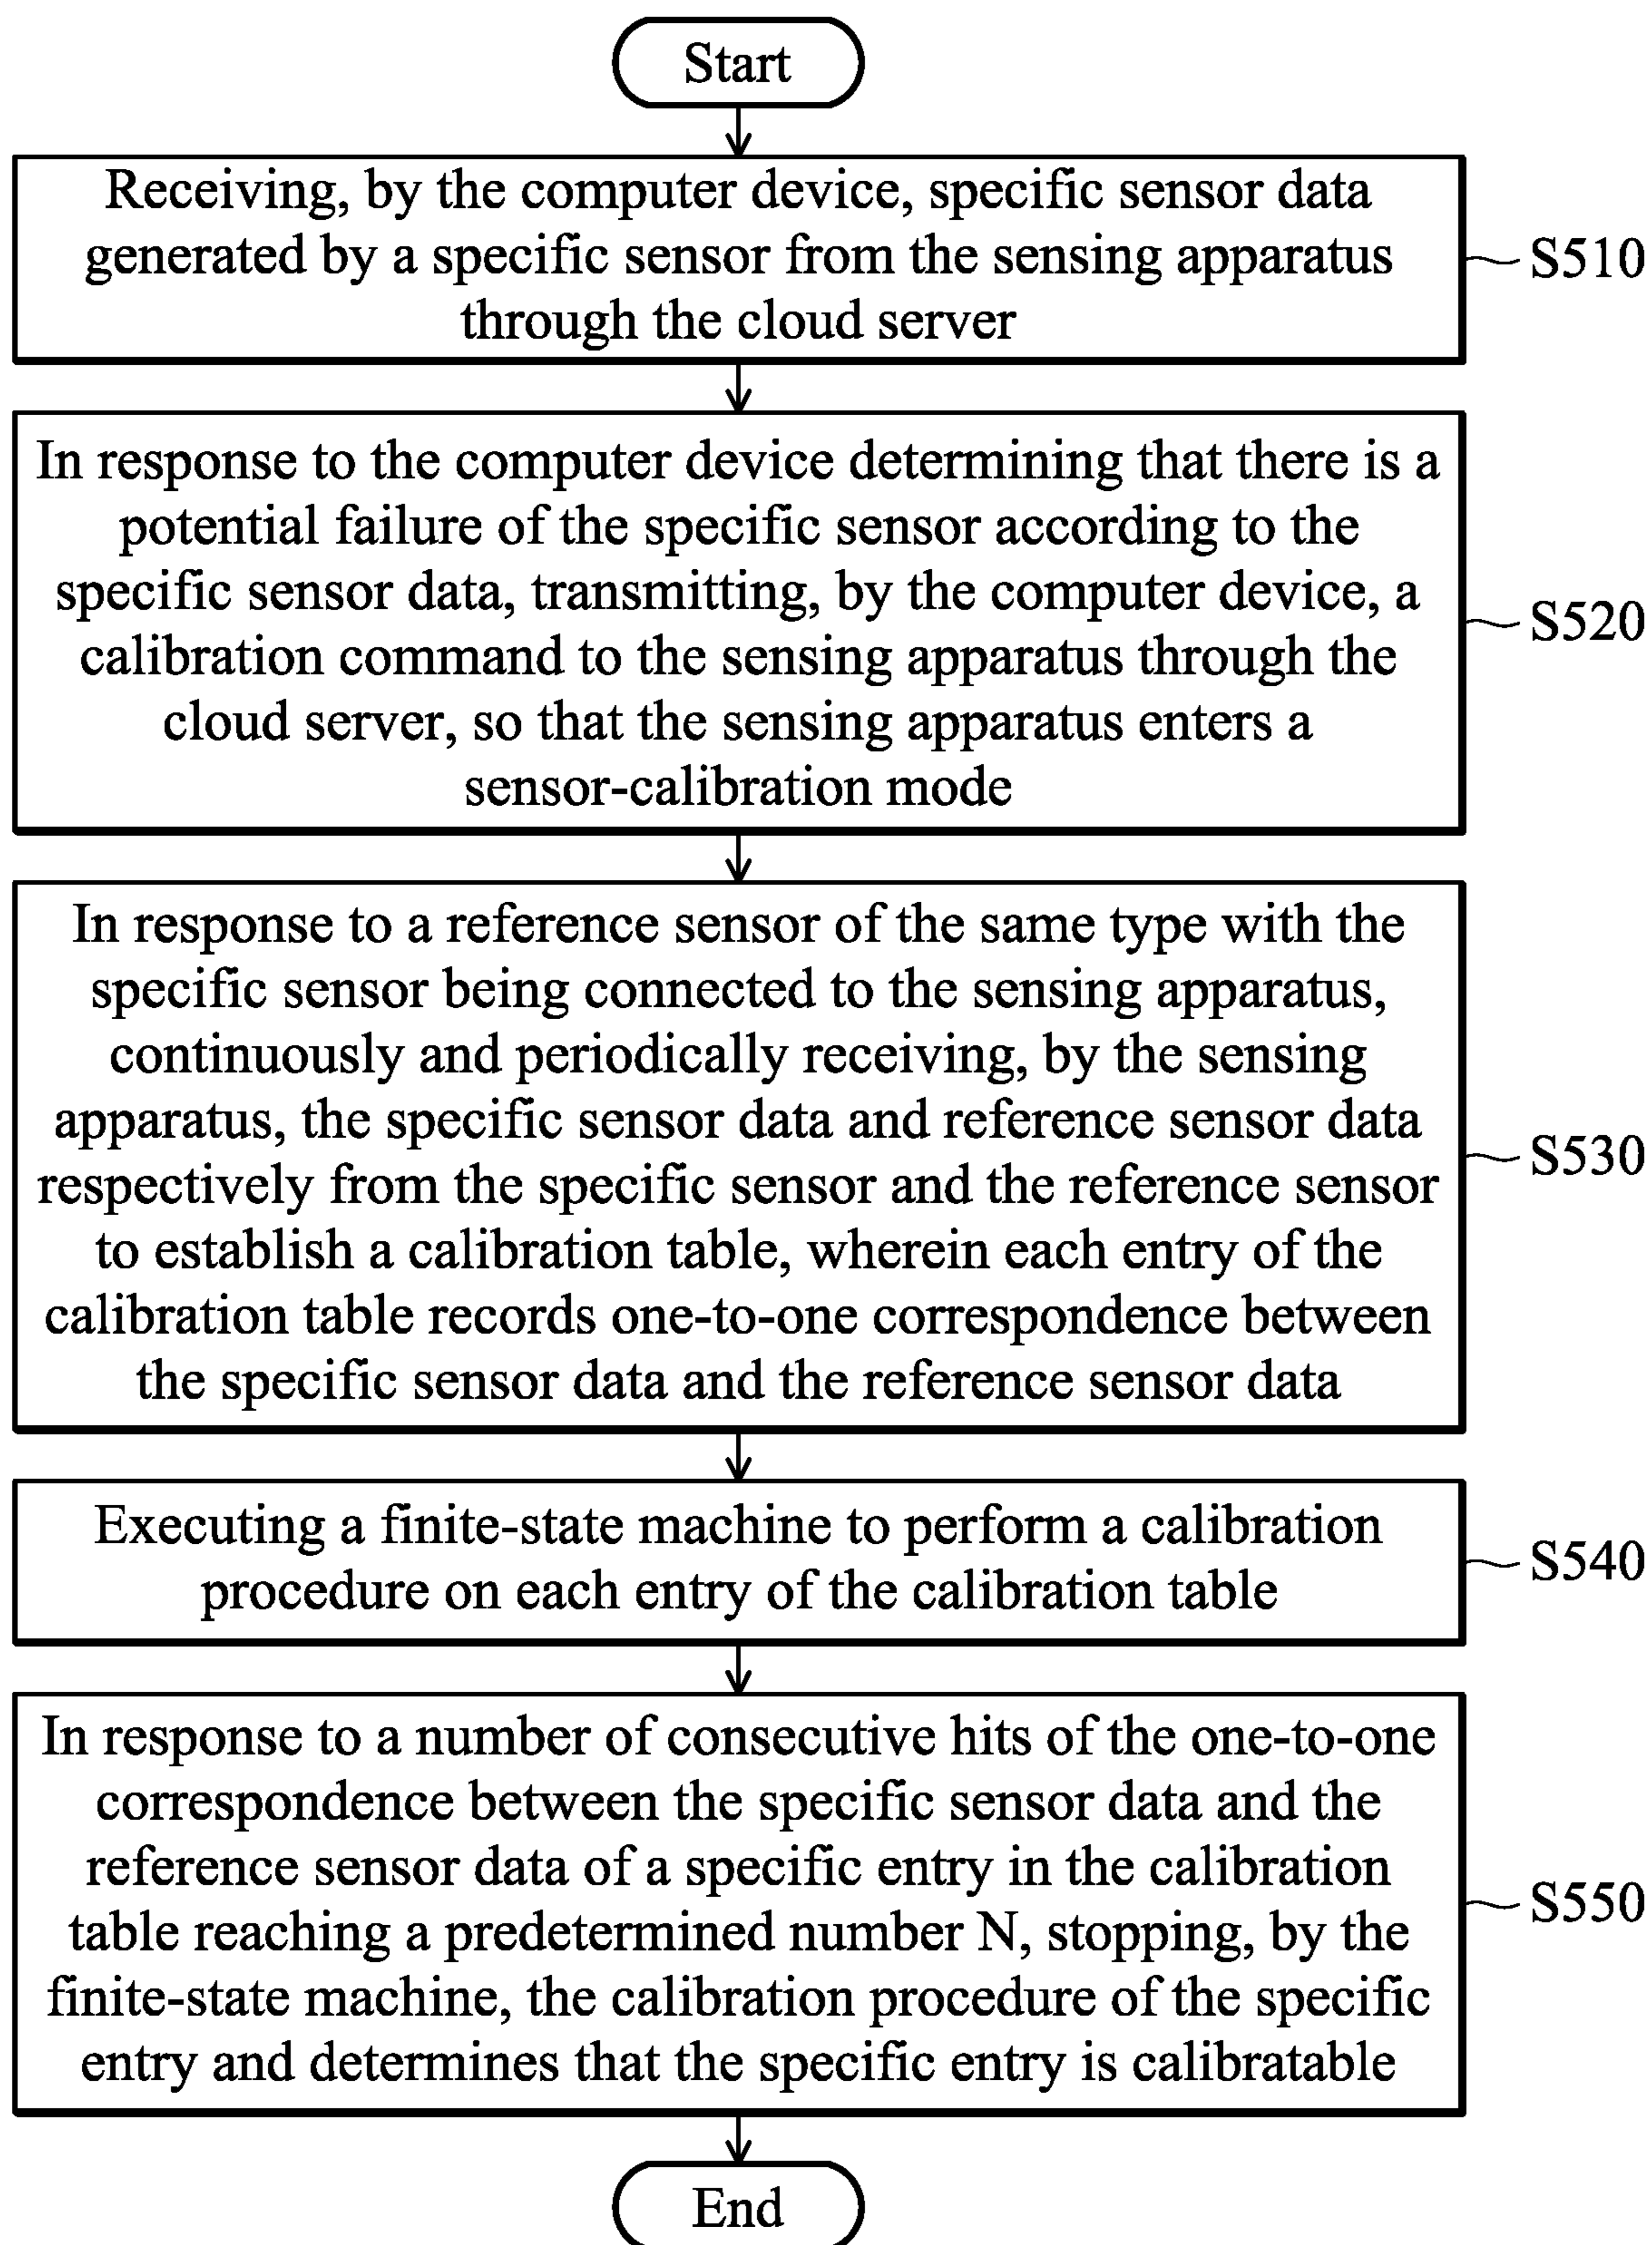 Start
Receiving, by the computer device, specific sensor data
generated by a specific sensor from the sensing apparatus
through the cloud server
S510
In response to the computer device determining that there is a
potential failure of the specific sensor according to the
specific sensor data, transmitting, by the computer device, a
calibration command to the sensing apparatus through the
cloud server, so that the sensing apparatus enters a
sensor-calibration mode
S520
In response to a reference sensor of the same type with the
specific sensor being connected to the sensing apparatus,
continuously and periodically receiving, by the sensing
apparatus, the specific sensor data and reference sensor data
respectively from the specific sensor and the reference sensor
to establish a calibration table, wherein each entry of the
calibration table records one-to-one correspondence between
the specific sensor data and the reference sensor data
S530
Executing a finite-state machine to perform a calibration
procedure on each entry of the calibration table
S540
In response to a number of consecutive hits of the one-to-one
correspondence between the specific sensor data and the
reference sensor data of a specific entry in the calibration
table reaching a predetermined number N, stopping, by the
finite-state machine, the calibration procedure of the specific
entry and determines that the specific entry is calibratable
S550
End